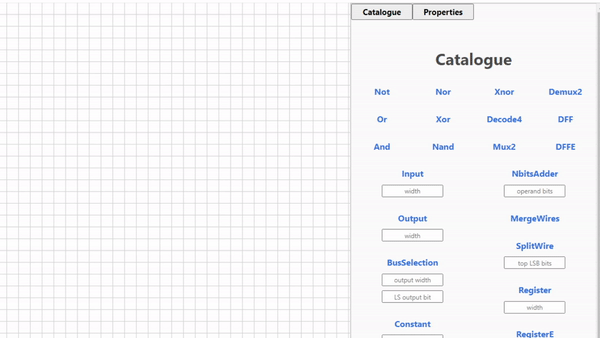 Catalogue Properties
Catalogue
Not Nor Xnor Demux2
Or Xor Decode4 DFF
And Nand Mux2 DFFE
Input NbitsAdder
width operand bits
Output MergeWires
width
SplitWire
BusSelection top LSB bits
output width
LS output bit Register
width
Constant
RegisterE